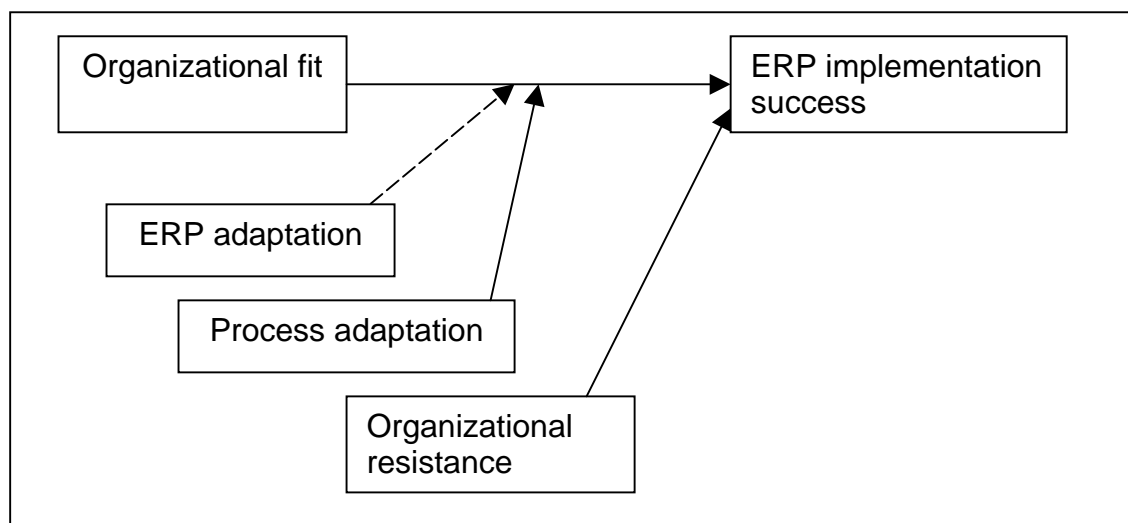 Organizational fit
ERP implementation
success
ERP adaptation
Process adaptation
Organizational
resistance